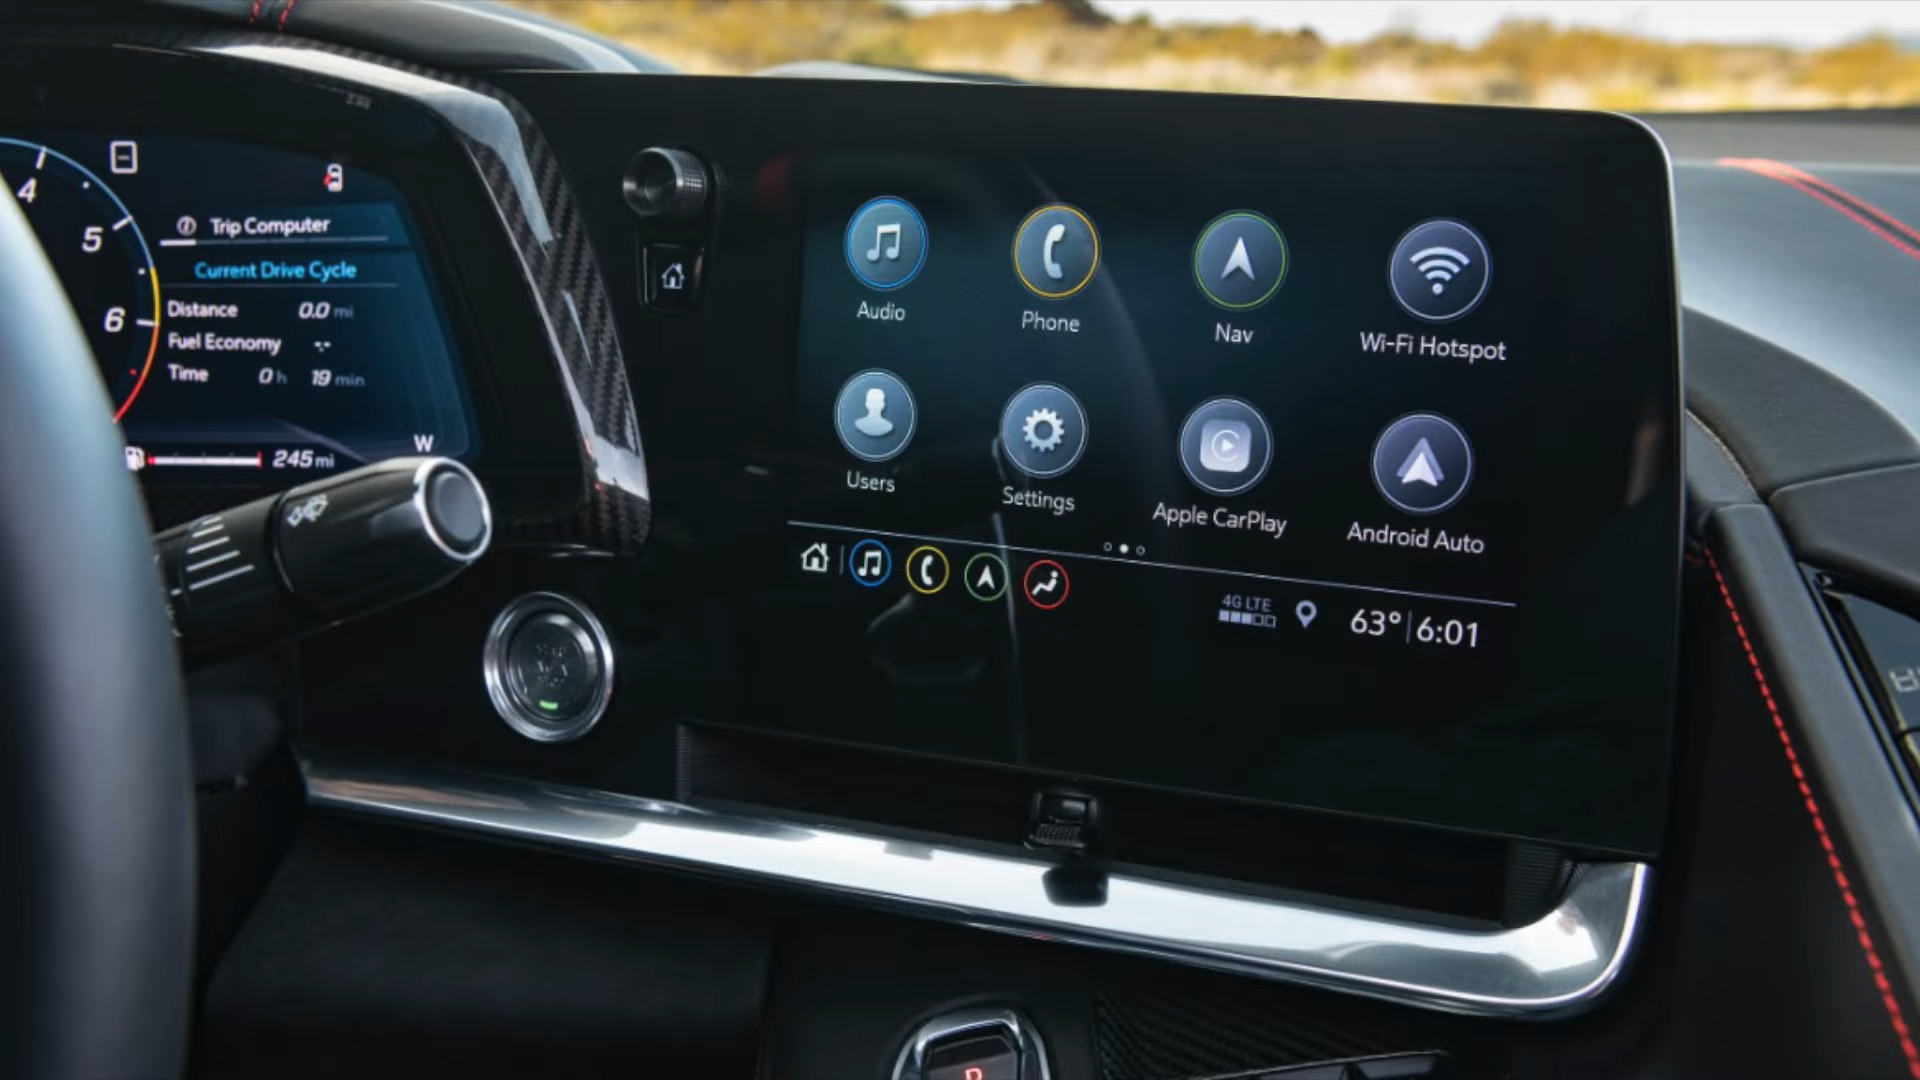 4
5
6
Trip Computer
Current Drive Cycle
Distance 0.0 mi
Fuel Economy -.-
Time 0 h 19 min
245 mi
W
Audio
Phone
Nav
Wi-Fi Hotspot
Users
Settings
Apple CarPlay
Android Auto
4G LTE
63° 6:01